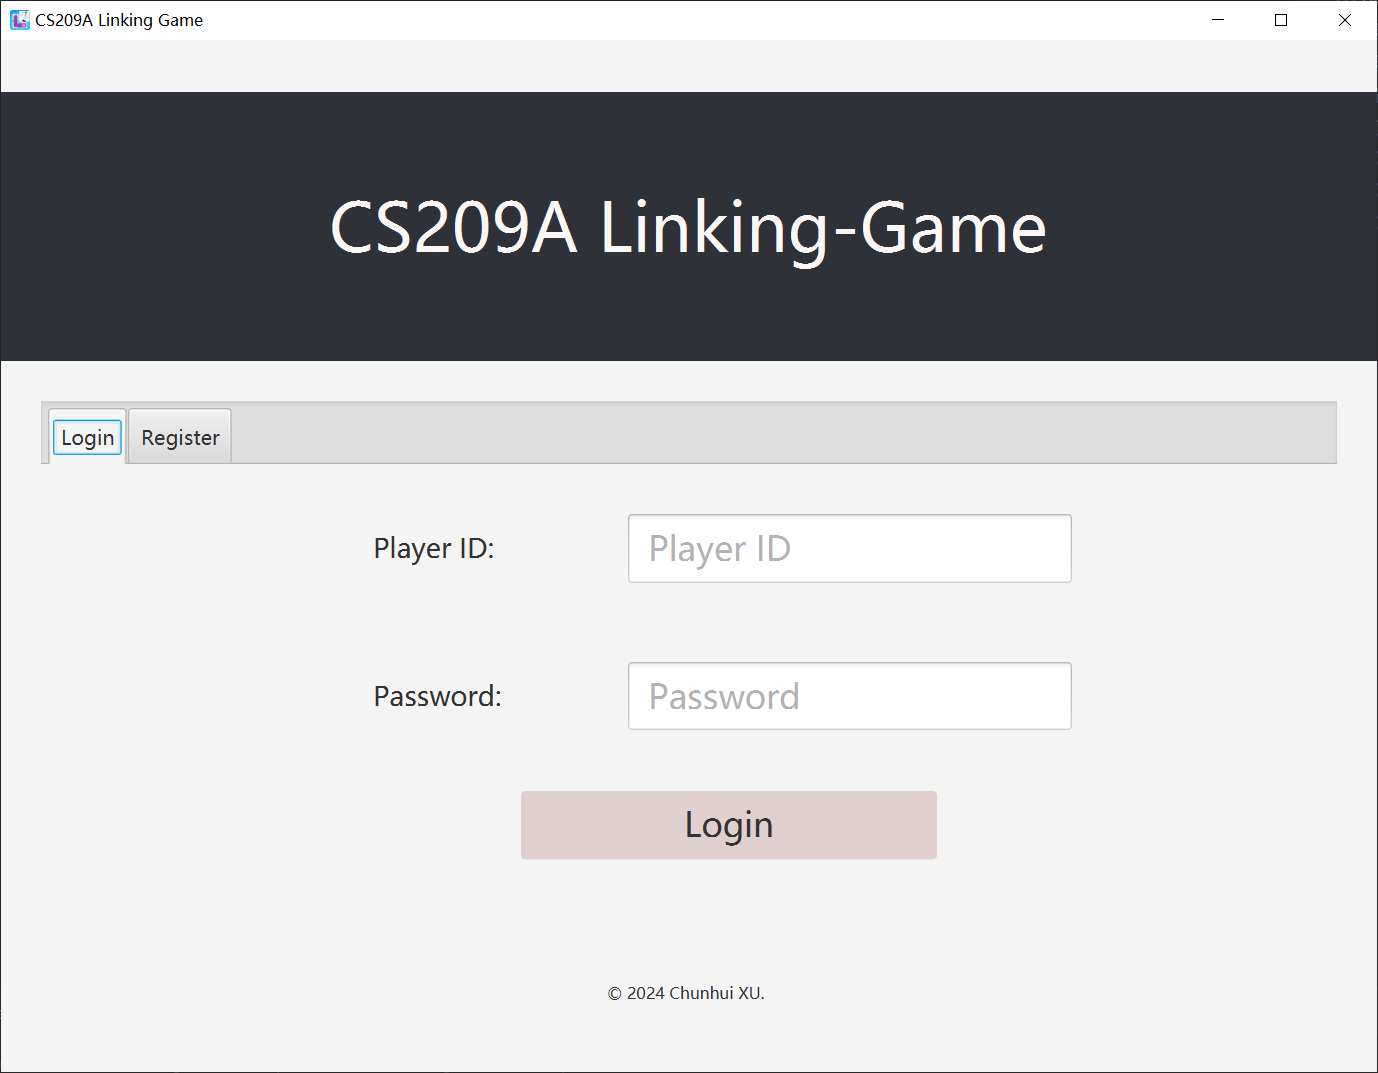 CS209A Linking Game
CS209A Linking-Game
Login Register
Player ID: Player ID
Password: Password
Login
© 2024 Chunhui XU.